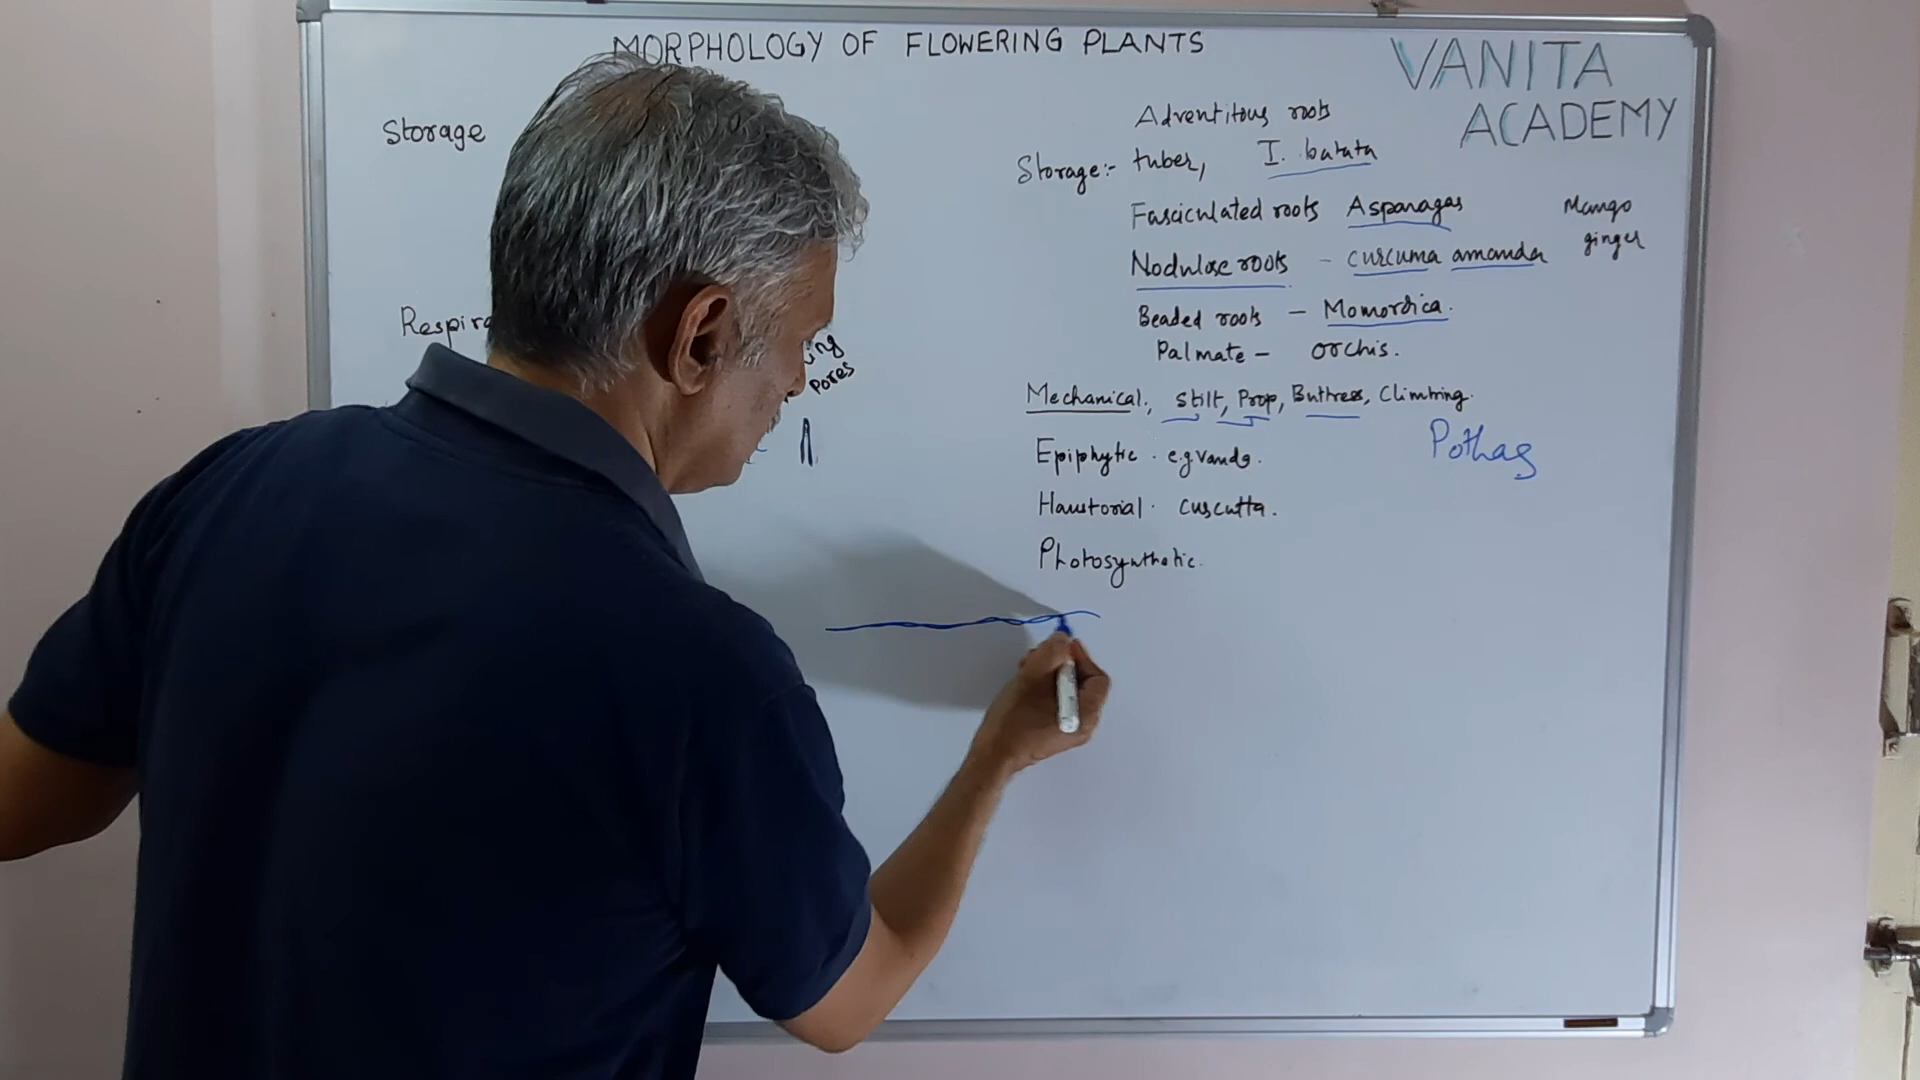 MORPHOLOGY OF FLOWERING PLANTS
VANITA
ACADEMY
Storage
Respira
ing
pores
Adventitous roots
Storage:- tuber, I. batata
Fasciculated roots Asparagas
Mango
ginger
Nodulose roots - curcuma amanda
Beaded roots - Momordica.
Palmate - orchis.
Mechanical, stilt, Prop, Buttress, Climbing.
Pothas
Epiphytic. e.g vanda.
Haustorial. cuscutta.
Photosynthetic.